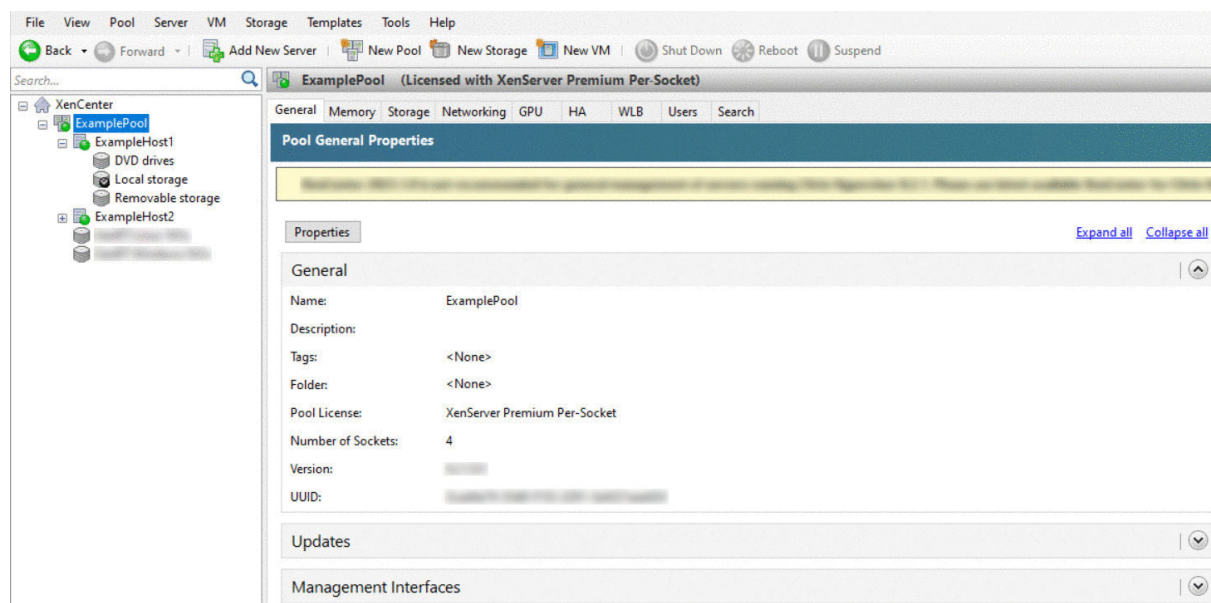 File View Pool Server VM Storage Templates Tools Help
Back Forward Add New Server New Pool New Storage New VM Shut Down Reboot Suspend
Search...
ExamplePool (Licensed with XenServer Premium Per-Socket)
XenCenter
ExamplePool
ExampleHost1
DVD drives
Local storage
Removable storage
ExampleHost2
General Memory Storage Networking GPU HA WLB Users Search
Pool General Properties
Properties Expand all Collapse all
General
Name: ExamplePool
Description:
Tags: <None>
Folder: <None>
Pool License: XenServer Premium Per-Socket
Number of Sockets: 4
Version:
UUID:
Updates
Management Interfaces